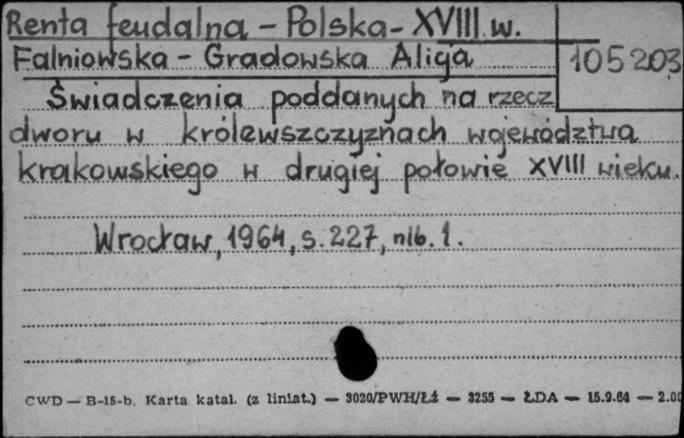 Renta feudalna - Polska - XVIII w.
Falniowska - Gradowska Alicja
105203
Świadczenia poddanych na rzecz
dworu w królewszczyznach województwa
krakowskiego w drugiej połowie XVIII wieku.
Wrocław, 1964, s. 227, nlb. 1.
CWD — B-15-b. Karta katal. (z liniat.) — 3020/PWH/Łź — 3255 — ŁDA — 15.9.64 — 2.00